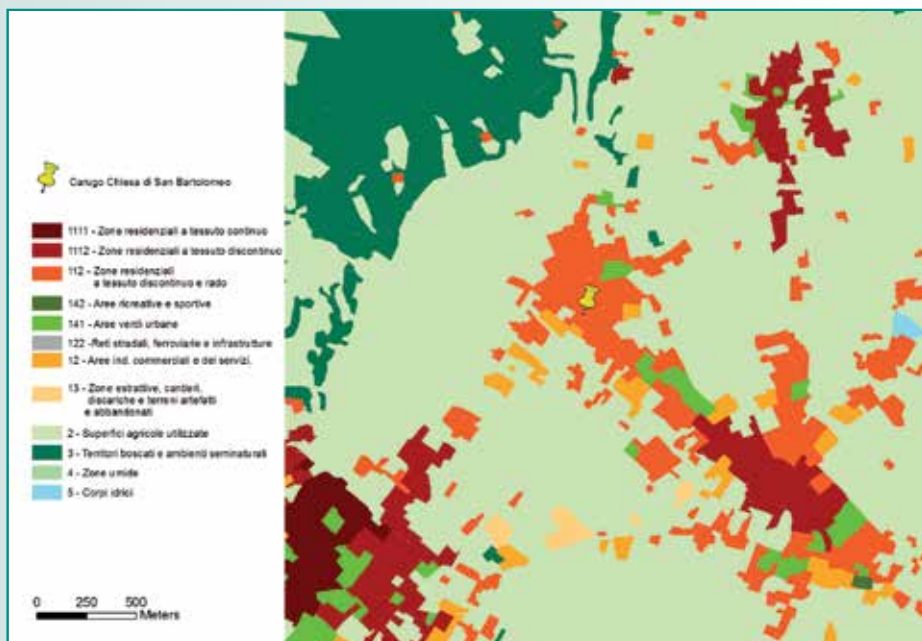 Carugo Chiesa di San Bartolomeo
1111 - Zone residenziali a tessuto continuo
1112 - Zone residenziali a tessuto discontinuo
112 - Zone residenziali
a tessuto discontinuo e rado
142 - Aree ricreative e sportive
141 - Aree verdi urbane
122 - Reti stradali, ferroviarie e infrastrutture
12 - Aree ind. commerciali e dei servizi.
13 - Zone estrattive, cantieri,
discariche e terreni artefatti
e abbandonati
2 - Superfici agricole utilizzate
3 - Territori boscati e ambienti seminaturali
4 - Zone umide
5 - Corpi idrici
0 250 500
Meters